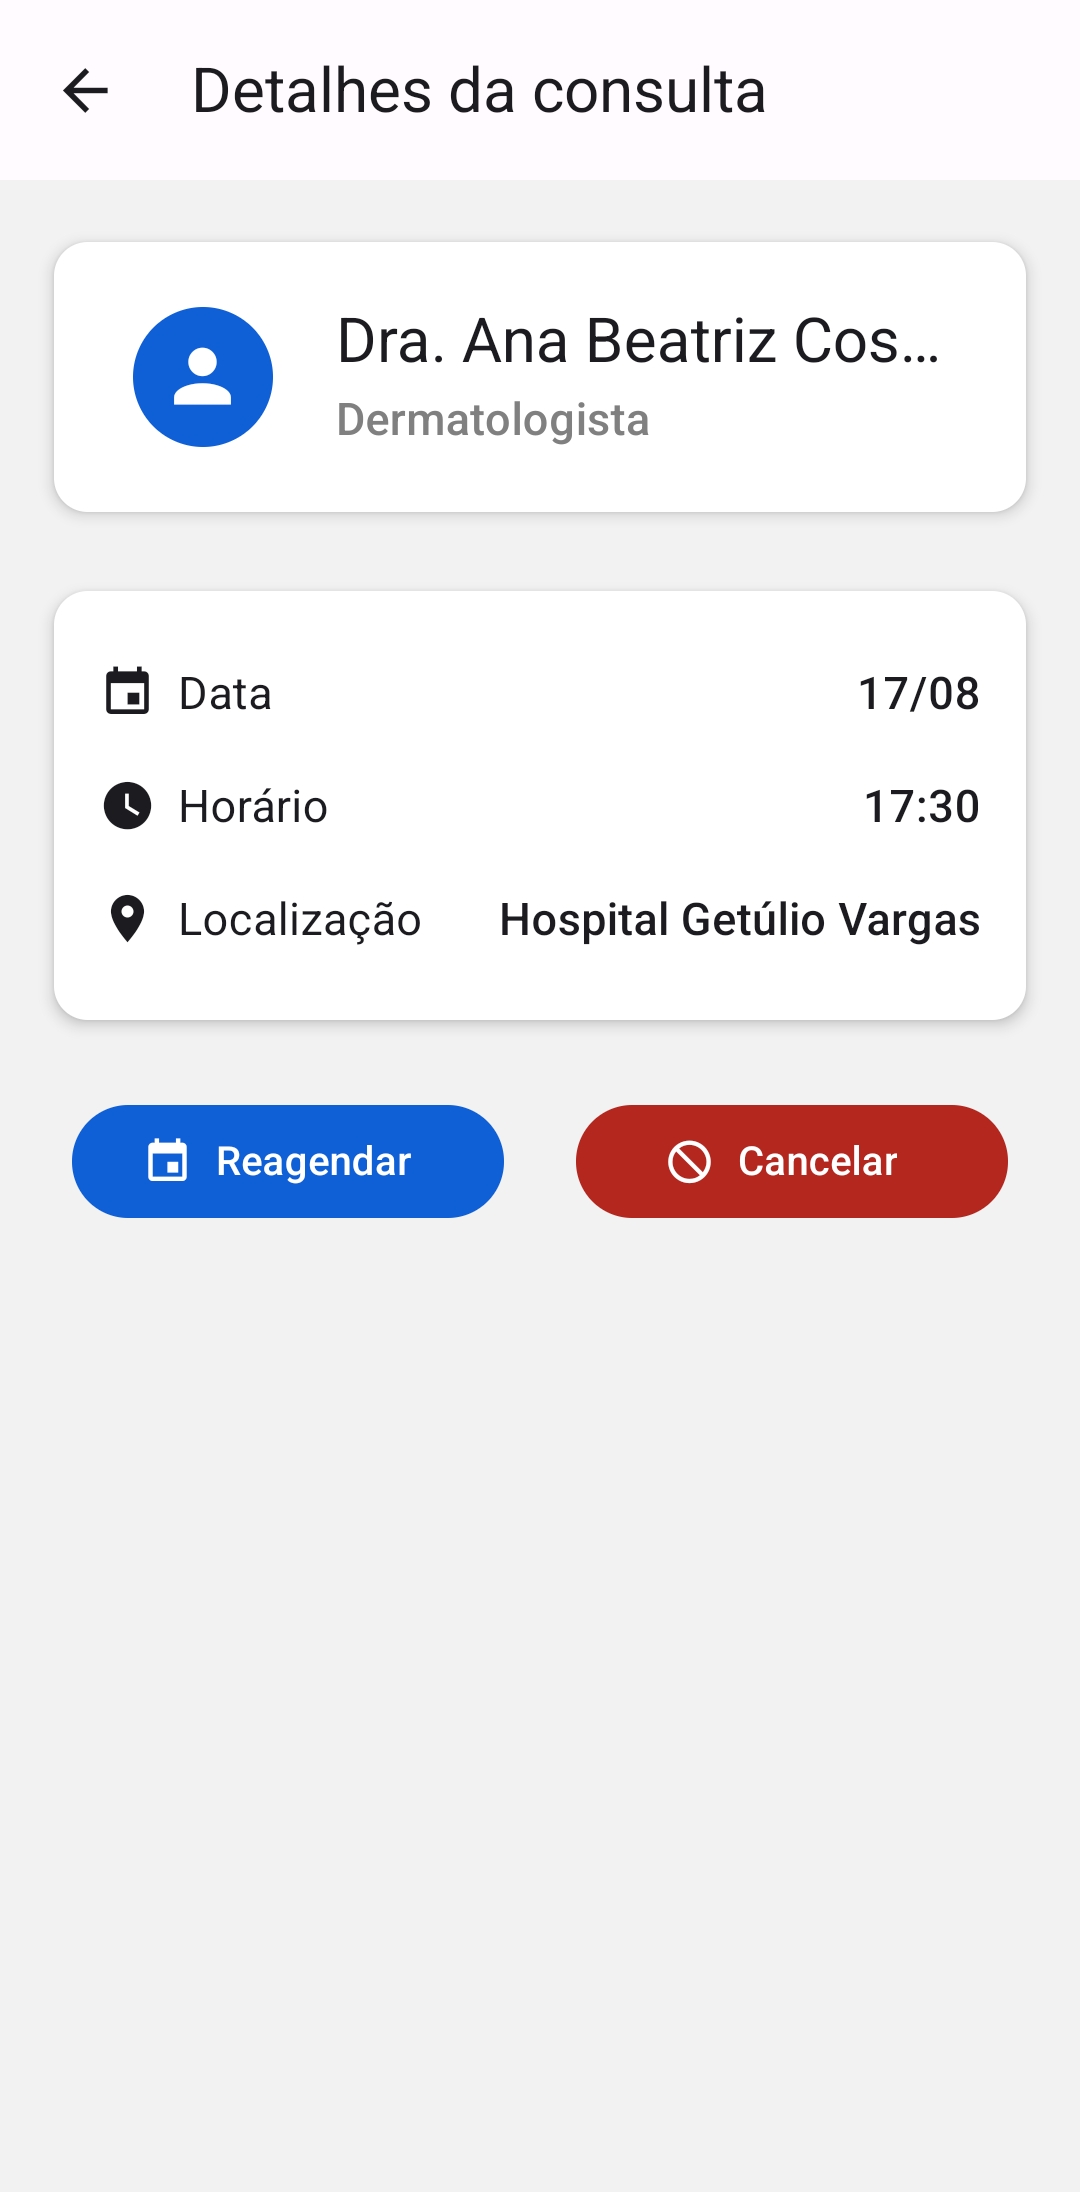 Detalhes da consulta
Dra. Ana Beatriz Cos...
Dermatologista
Data 17/08
Horário 17:30
Localização Hospital Getúlio Vargas
Reagendar Cancelar